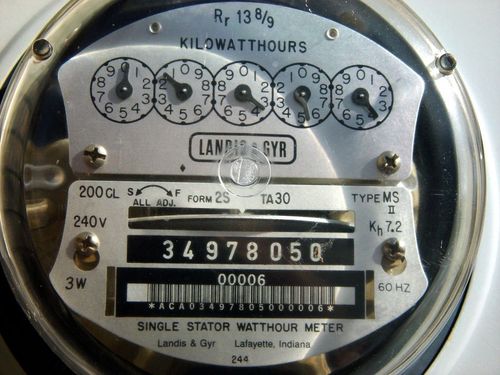 Rr 13 8/9
KILOWATTHOURS
LANDIS & GYR
200CL
S F
ALL ADJ.
FORM 2S
TA30
TYPE MS
II
240V
Kh 7.2
34978050
3W
00006
60 HZ
*ACA03497805000006*
SINGLE STATOR WATTHOUR METER
Landis & Gyr Lafayette, Indiana
244